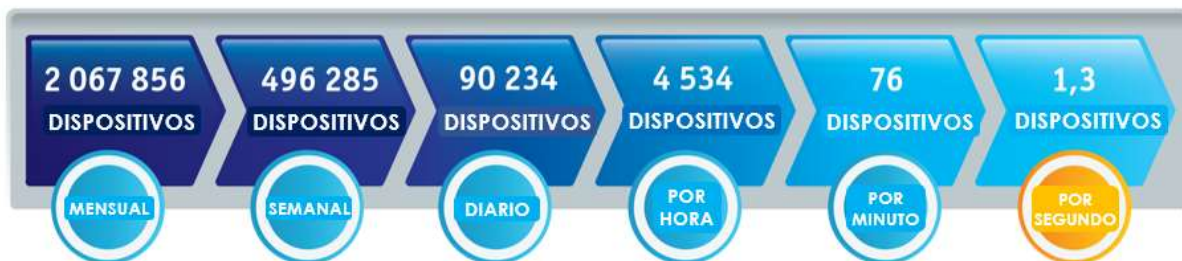 2 067 856
DISPOSITIVOS
MENSUAL
496 285
DISPOSITIVOS
SEMANAL
90 234
DISPOSITIVOS
DIARIO
4 534
DISPOSITIVOS
POR
HORA
76
DISPOSITIVOS
POR
MINUTO
1,3
DISPOSITIVOS
POR
SEGUNDO